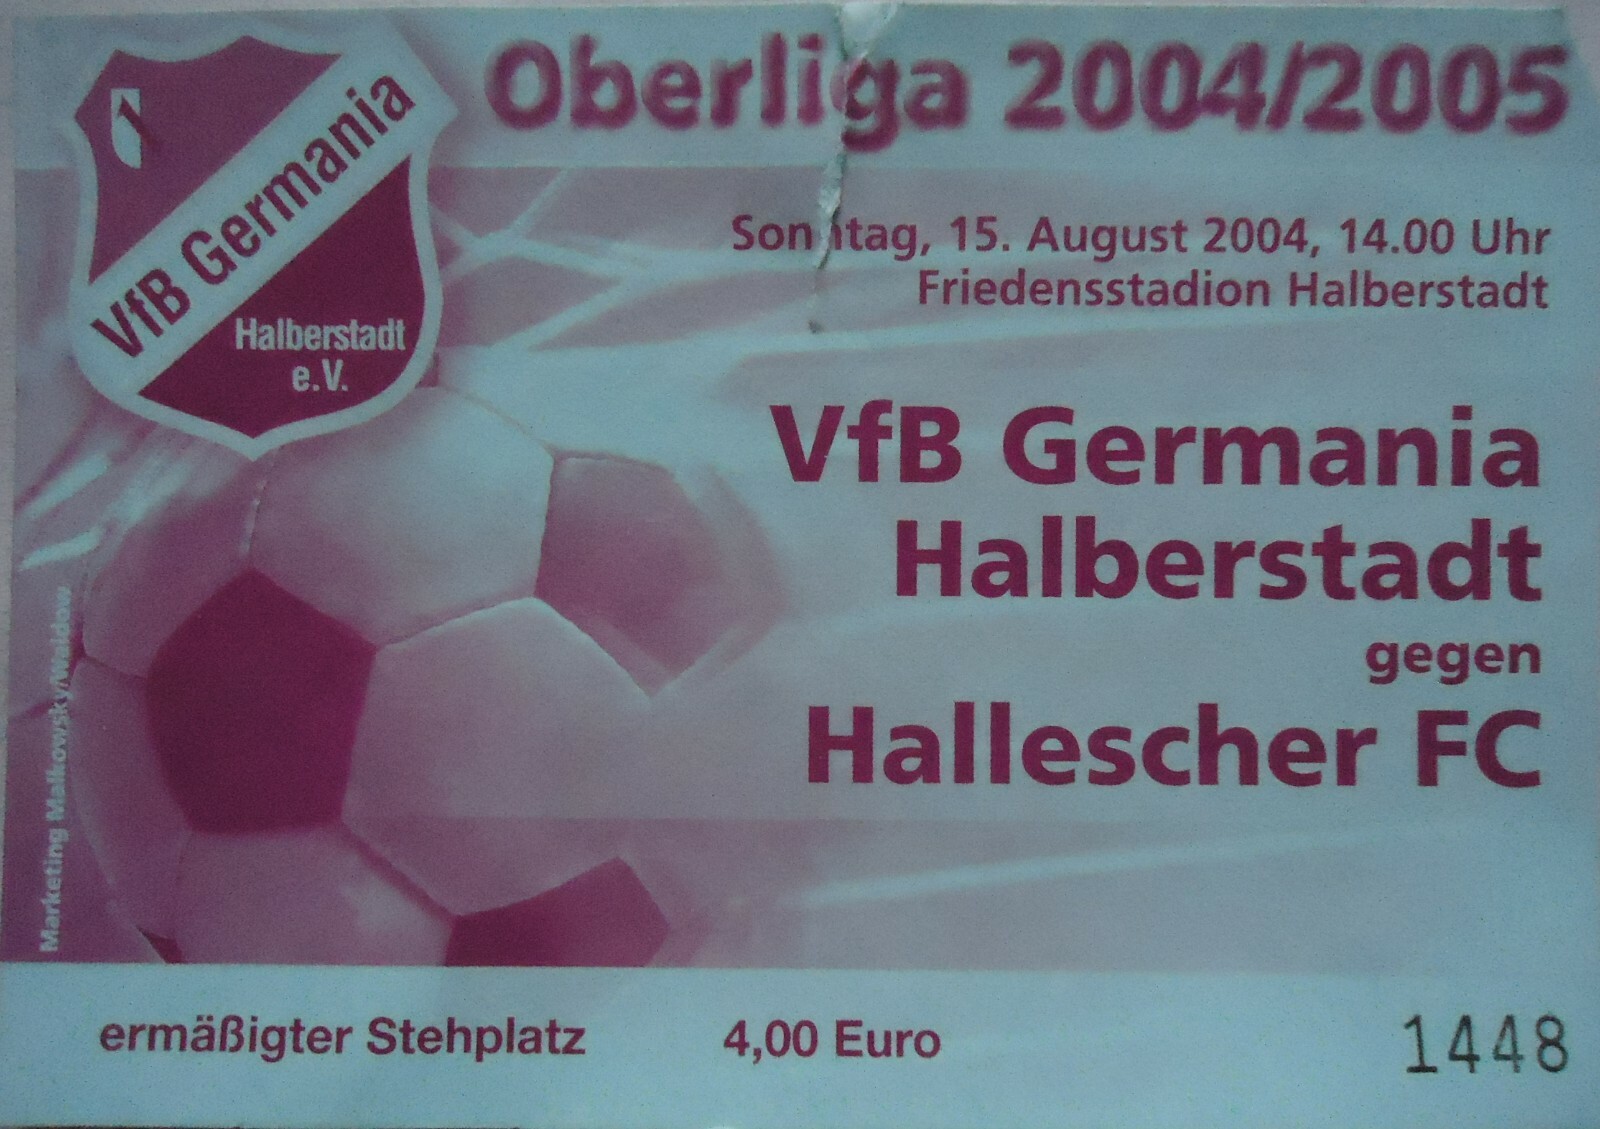 Oberliga 2004/2005
VfB Germania
Halberstadt
e.V.
Sonntag, 15. August 2004, 14.00 Uhr
Friedensstadion Halberstadt
VfB Germania
Halberstadt
gegen
Hallescher FC
Marketing Malkowsky/Waldow
ermäßigter Stehplatz 4,00 Euro
1448